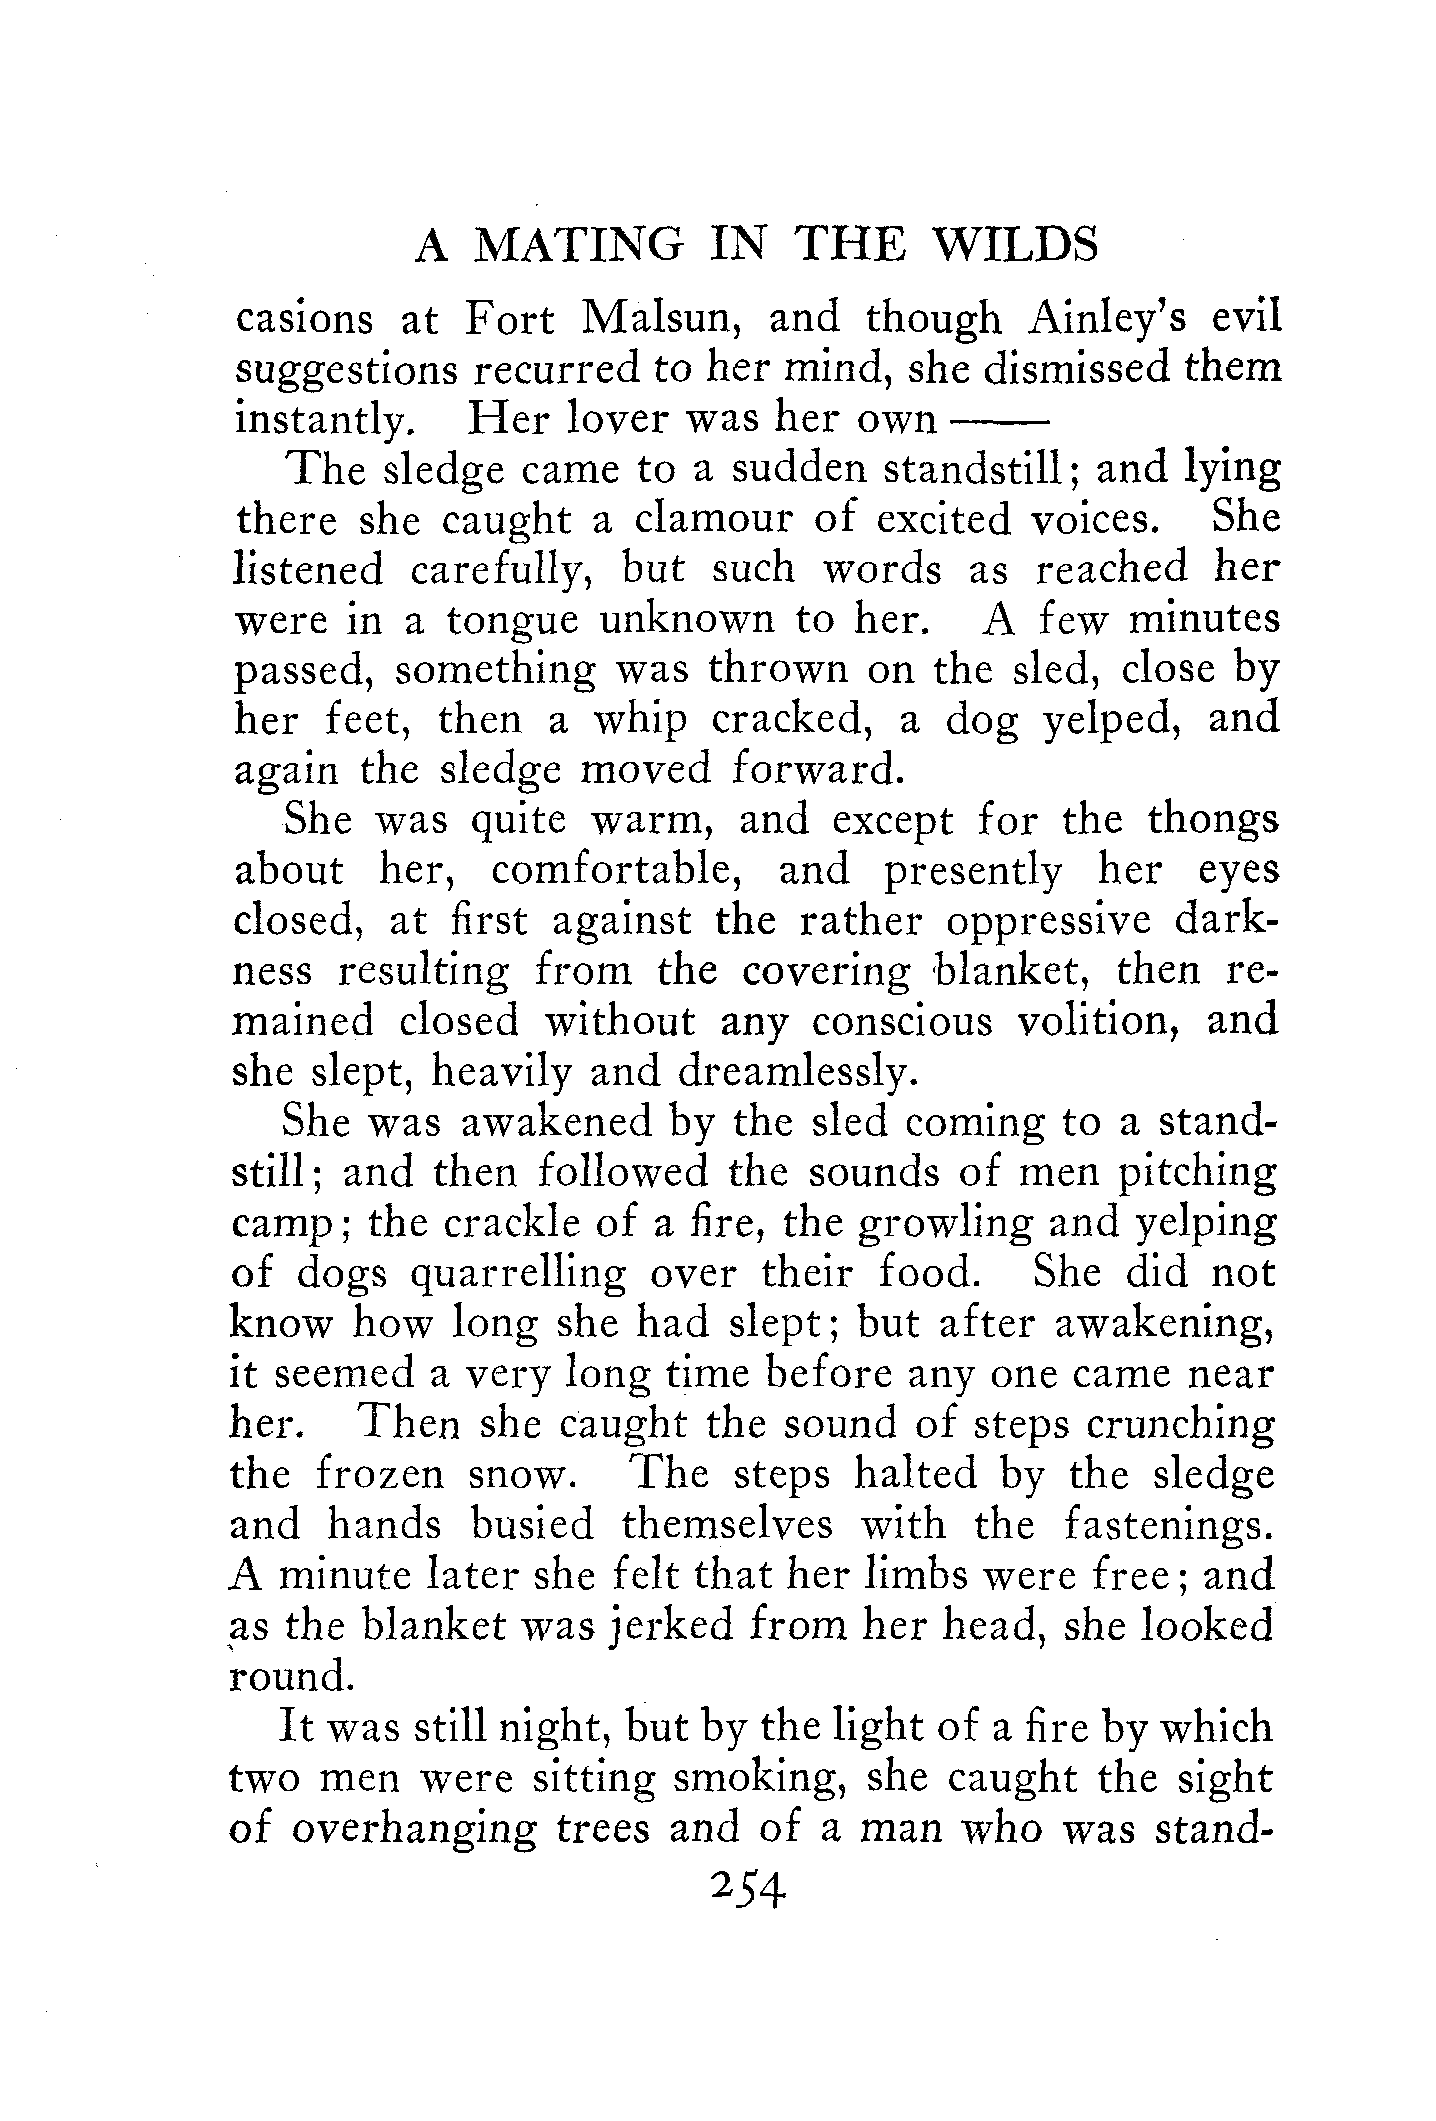 A MATING IN THE WILDS
casions at Fort Malsun, and though Ainley's evil
suggestions recurred to her mind, she dismissed them
instantly. Her lover was her own ——
The sledge came to a sudden standstill; and lying
there she caught a clamour of excited voices. She
listened carefully, but such words as reached her
were in a tongue unknown to her. A few minutes
passed, something was thrown on the sled, close by
her feet, then a whip cracked, a dog yelped, and
again the sledge moved forward.
She was quite warm, and except for the thongs
about her, comfortable, and presently her eyes
closed, at first against the rather oppressive dark-
ness resulting from the covering blanket, then re-
mained closed without any conscious volition, and
she slept, heavily and dreamlessly.
She was awakened by the sled coming to a stand-
still; and then followed the sounds of men pitching
camp; the crackle of a fire, the growling and yelping
of dogs quarrelling over their food. She did not
know how long she had slept; but after awakening,
it seemed a very long time before any one came near
her. Then she caught the sound of steps crunching
the frozen snow. The steps halted by the sledge
and hands busied themselves with the fastenings.
A minute later she felt that her limbs were free; and
as the blanket was jerked from her head, she looked
round.
It was still night, but by the light of a fire by which
two men were sitting smoking, she caught the sight
of overhanging trees and of a man who was stand-
254